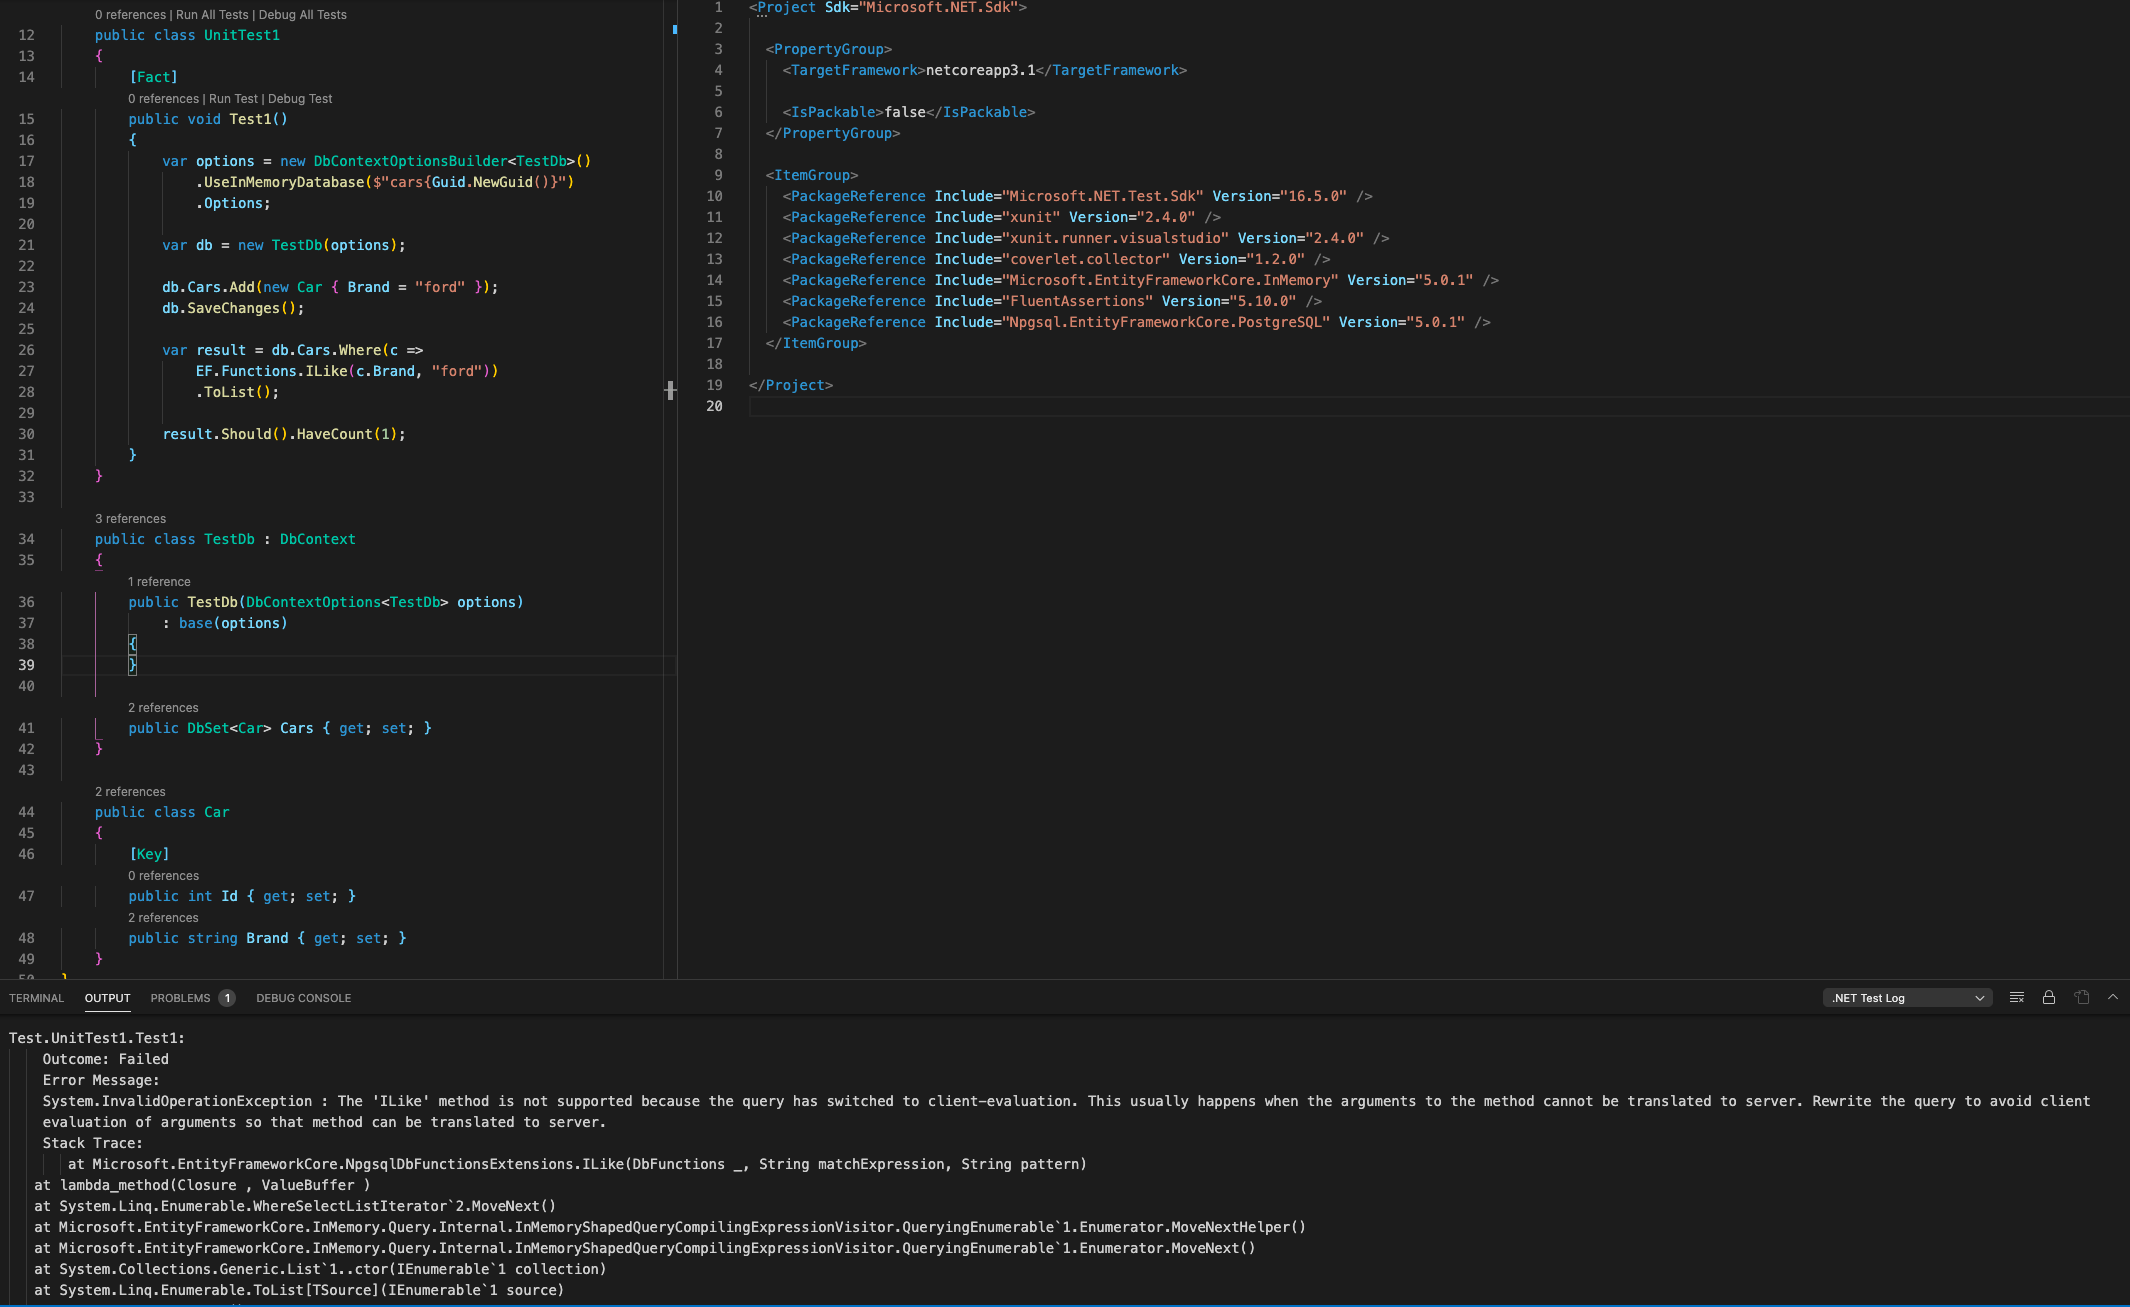 0 references | Run All Tests | Debug All Tests
12 public class UnitTest1
13 {
14 [Fact]
0 references | Run Test | Debug Test
15 public void Test1()
16 {
17 var options = new DbContextOptionsBuilder<TestDb>()
18 .UseInMemoryDatabase($"cars{Guid.NewGuid()}")
19 .Options;
20
21 var db = new TestDb(options);
22
23 db.Cars.Add(new Car { Brand = "ford" });
24 db.SaveChanges();
25
26 var result = db.Cars.Where(c =>
27 EF.Functions.ILike(c.Brand, "ford"))
28 .ToList();
29
30 result.Should().HaveCount(1);
31 }
32 }
33
3 references
34 public class TestDb : DbContext
35 {
1 reference
36 public TestDb(DbContextOptions<TestDb> options)
37 : base(options)
38 {
39 }
40
2 references
41 public DbSet<Car> Cars { get; set; }
42 }
43
2 references
44 public class Car
45 {
46 [Key]
0 references
47 public int Id { get; set; }
2 references
48 public string Brand { get; set; }
49 }
50 }
1 <Project Sdk="Microsoft.NET.Sdk">
2
3 <PropertyGroup>
4 <TargetFramework>netcoreapp3.1</TargetFramework>
5
6 <IsPackable>false</IsPackable>
7 </PropertyGroup>
8
9 <ItemGroup>
10 <PackageReference Include="Microsoft.NET.Test.Sdk" Version="16.5.0" />
11 <PackageReference Include="xunit" Version="2.4.0" />
12 <PackageReference Include="xunit.runner.visualstudio" Version="2.4.0" />
13 <PackageReference Include="coverlet.collector" Version="1.2.0" />
14 <PackageReference Include="Microsoft.EntityFrameworkCore.InMemory" Version="5.0.1" />
15 <PackageReference Include="FluentAssertions" Version="5.10.0" />
16 <PackageReference Include="Npgsql.EntityFrameworkCore.PostgreSQL" Version="5.0.1" />
17 </ItemGroup>
18
19 </Project>
20
TERMINAL OUTPUT PROBLEMS 1 DEBUG CONSOLE .NET Test Log
Test.UnitTest1.Test1:
Outcome: Failed
Error Message:
System.InvalidOperationException : The 'ILike' method is not supported because the query has switched to client-evaluation. This usually happens when the arguments to the method cannot be translated to server. Rewrite the query to avoid client
evaluation of arguments so that method can be translated to server.
Stack Trace:
at Microsoft.EntityFrameworkCore.NpgsqlDbFunctionsExtensions.ILike(DbFunctions _, String matchExpression, String pattern)
at lambda_method(Closure , ValueBuffer )
at System.Linq.Enumerable.WhereSelectListIterator`2.MoveNext()
at Microsoft.EntityFrameworkCore.InMemory.Query.Internal.InMemoryShapedQueryCompilingExpressionVisitor.QueryingEnumerable`1.Enumerator.MoveNextHelper()
at Microsoft.EntityFrameworkCore.InMemory.Query.Internal.InMemoryShapedQueryCompilingExpressionVisitor.QueryingEnumerable`1.Enumerator.MoveNext()
at System.Collections.Generic.List`1..ctor(IEnumerable`1 collection)
at System.Linq.Enumerable.ToList[TSource](IEnumerable`1 source)